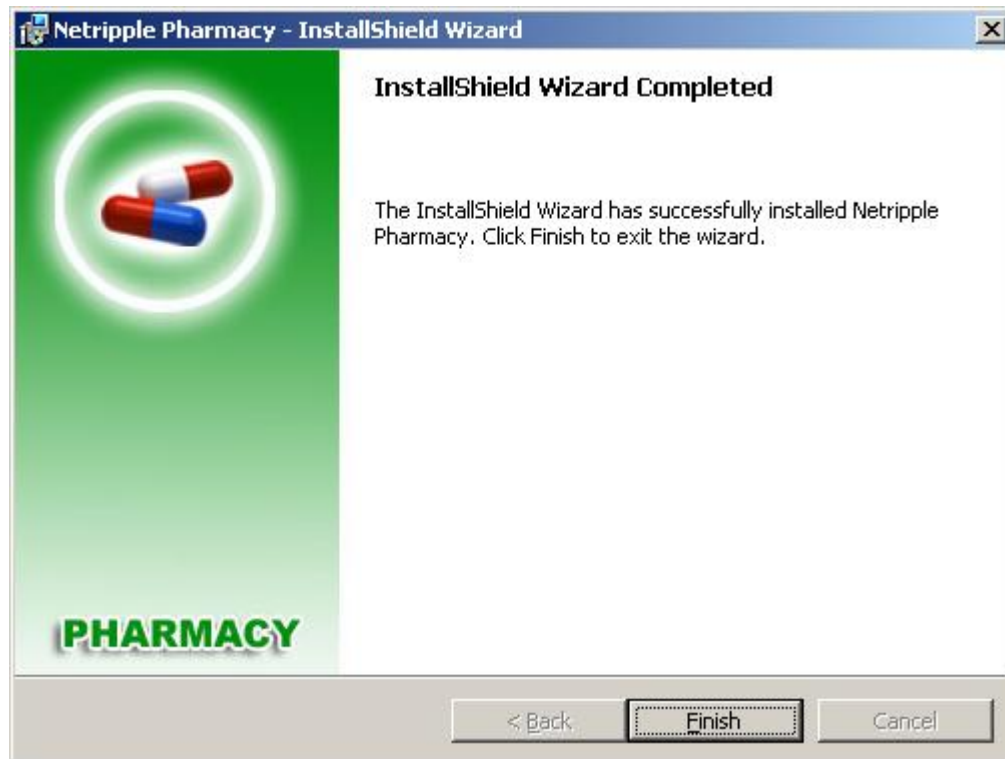 Netripple Pharmacy - InstallShield Wizard
InstallShield Wizard Completed
The InstallShield Wizard has successfully installed Netripple
Pharmacy. Click Finish to exit the wizard.
PHARMACY
< Back
Finish
Cancel